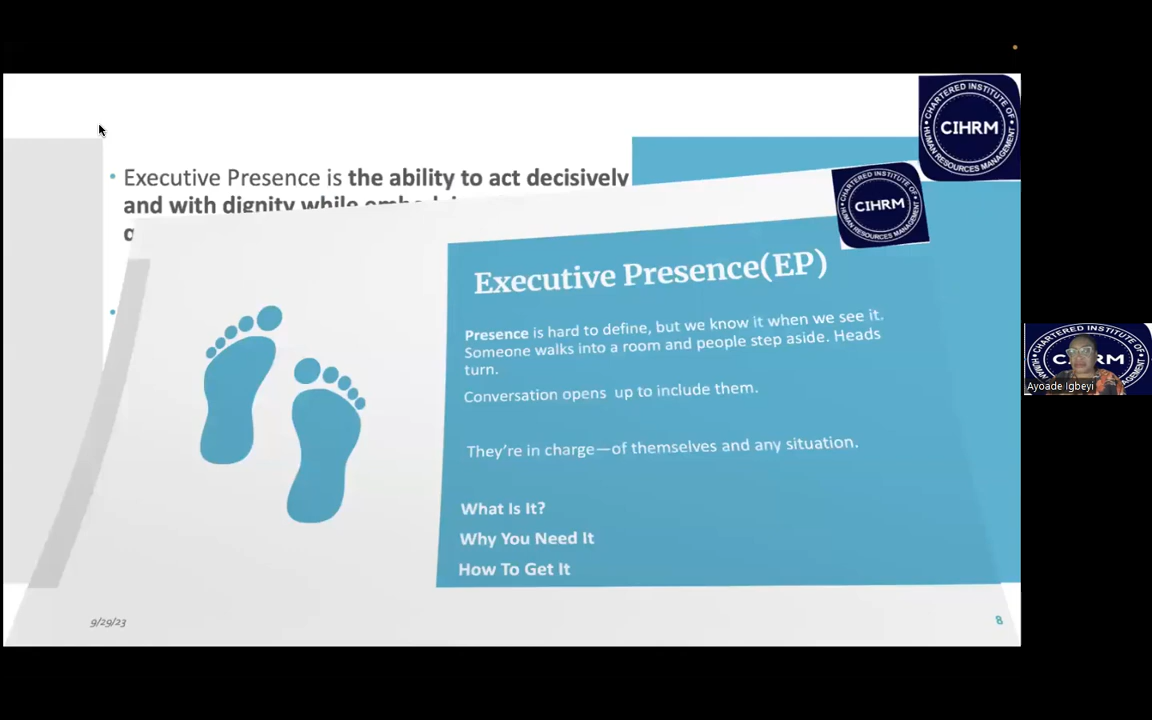 CHARTERED INSTITUTE OF
HUMAN RESOURCES MANAGEMENT
CIHRM
• Executive Presence is the ability to act decisively
and with dignity while
•
CHARTERED INSTITUTE OF
HUMAN RESOURCES MANAGEMENT
CIHRM
Executive Presence(EP)
Presence is hard to define, but we know it when we see it.
Someone walks into a room and people step aside. Heads
turn.
Conversation opens up to include them.
They’re in charge—of themselves and any situation.
What Is It?
Why You Need It
How To Get It
9/29/23
8
CHARTERED INSTITUTE OF
Ayoade Igbeyi